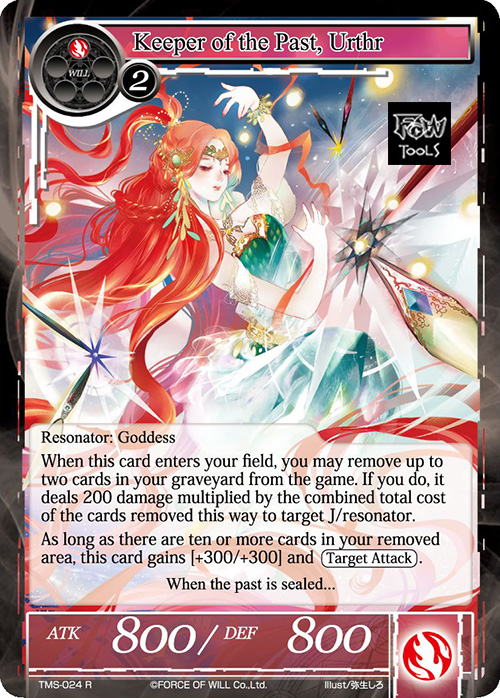 Keeper of the Past, Urthr
WILL
2
FOW
TOOLS
Resonator: Goddess
When this card enters your field, you may remove up to
two cards in your graveyard from the game. If you do, it
deals 200 damage multiplied by the combined total cost
of the cards removed this way to target J/resonator.
As long as there are ten or more cards in your removed
area, this card gains [+300/+300] and Target Attack.
When the past is sealed...
ATK 800/ DEF 800
TMS-024 R ©FORCE OF WILL Co.,Ltd. Illust/弥生しろ